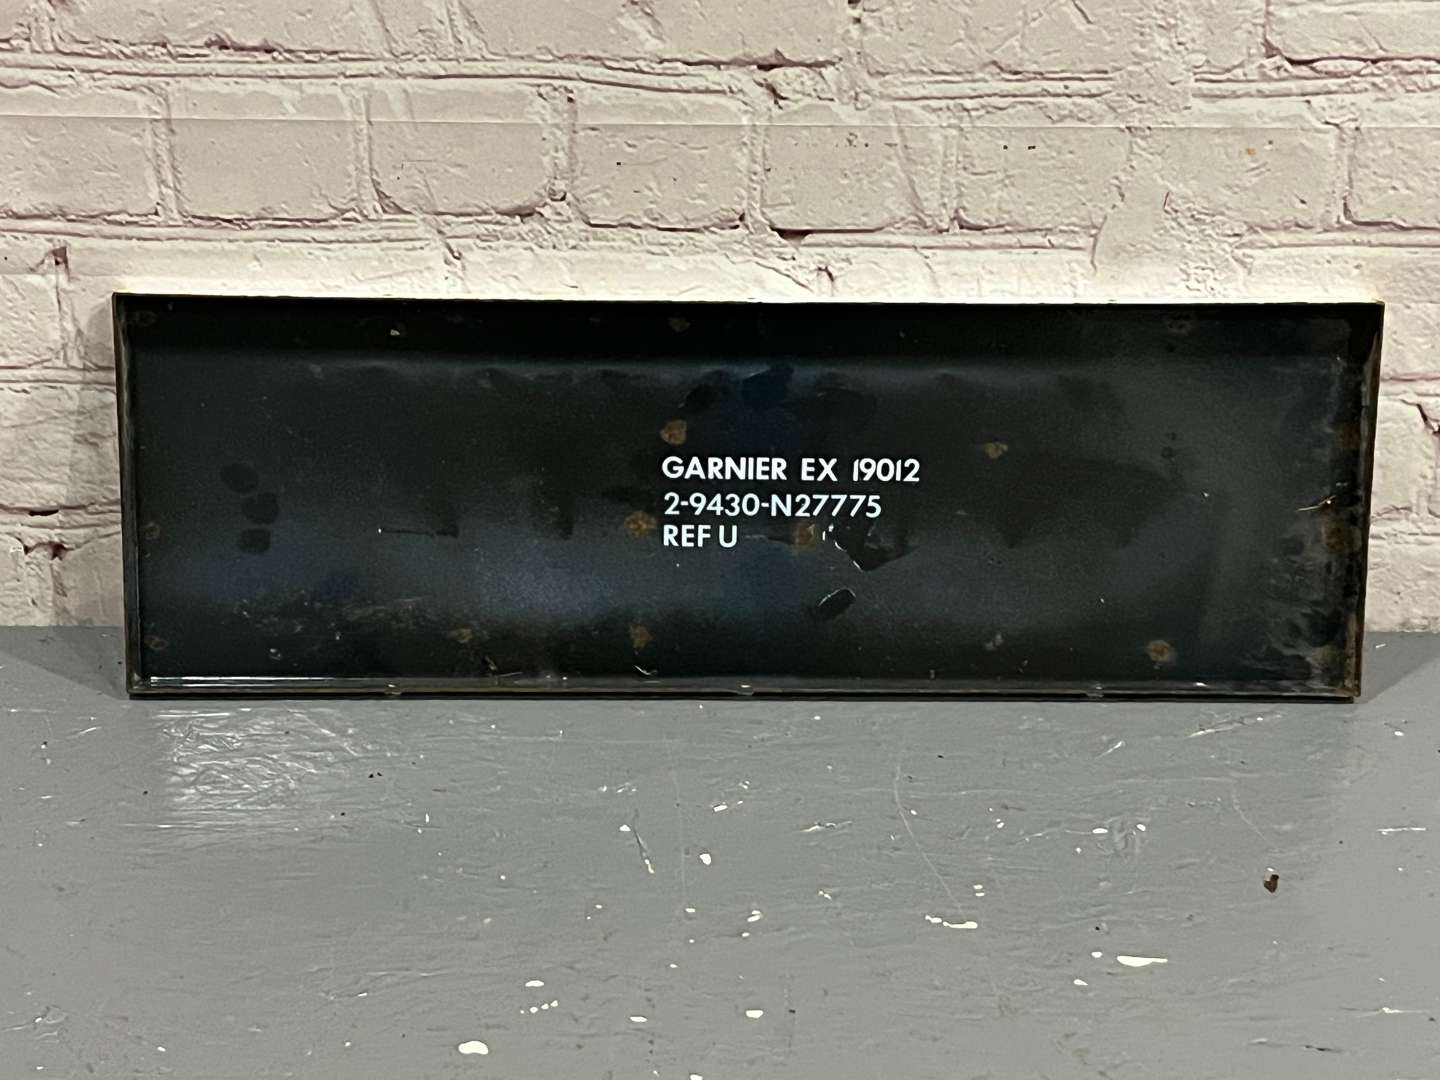 GARNIER EX 19012
2-9430-N27775
REF U